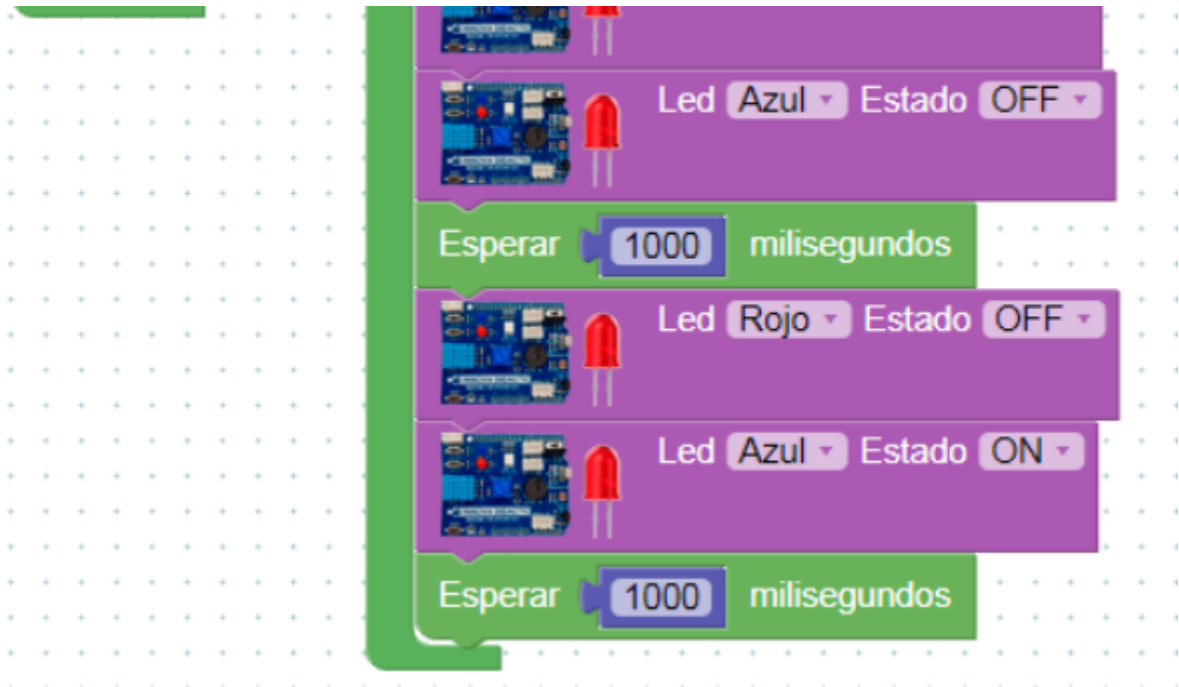 Led Azul Estado OFF
Esperar 1000 milisegundos
Led Rojo Estado OFF
Led Azul Estado ON
Esperar 1000 milisegundos